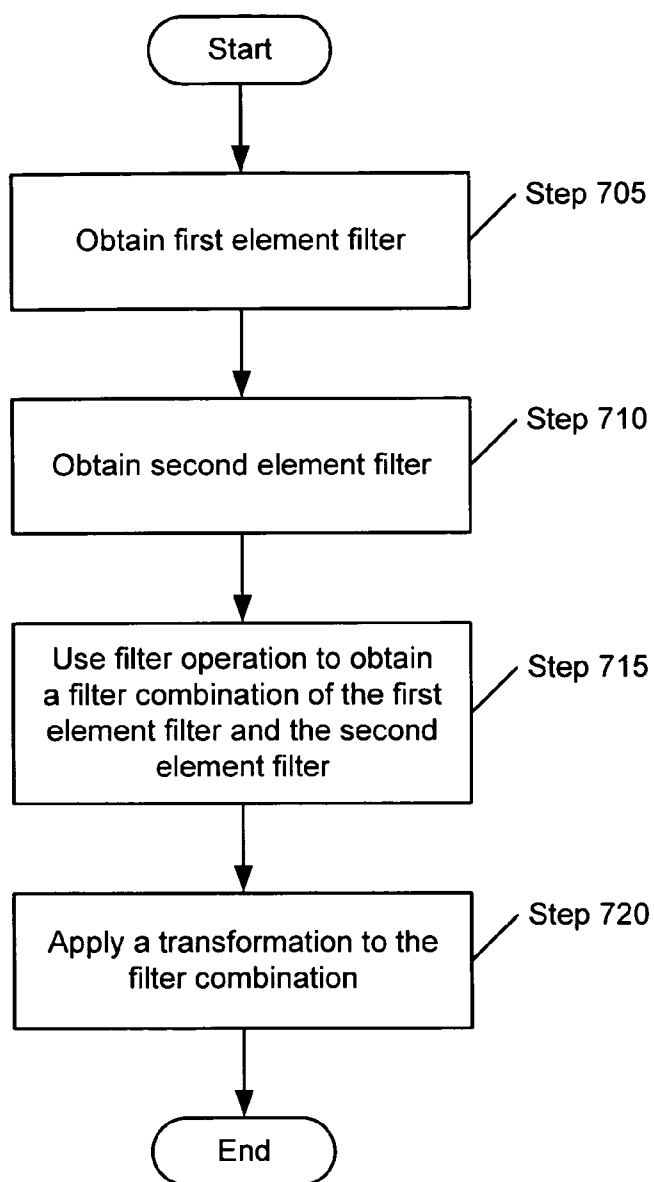 Start
Step 705
Obtain first element filter
Step 710
Obtain second element filter
Step 715
Use filter operation to obtain
a filter combination of the first
element filter and the second
element filter
Step 720
Apply a transformation to the
filter combination
End